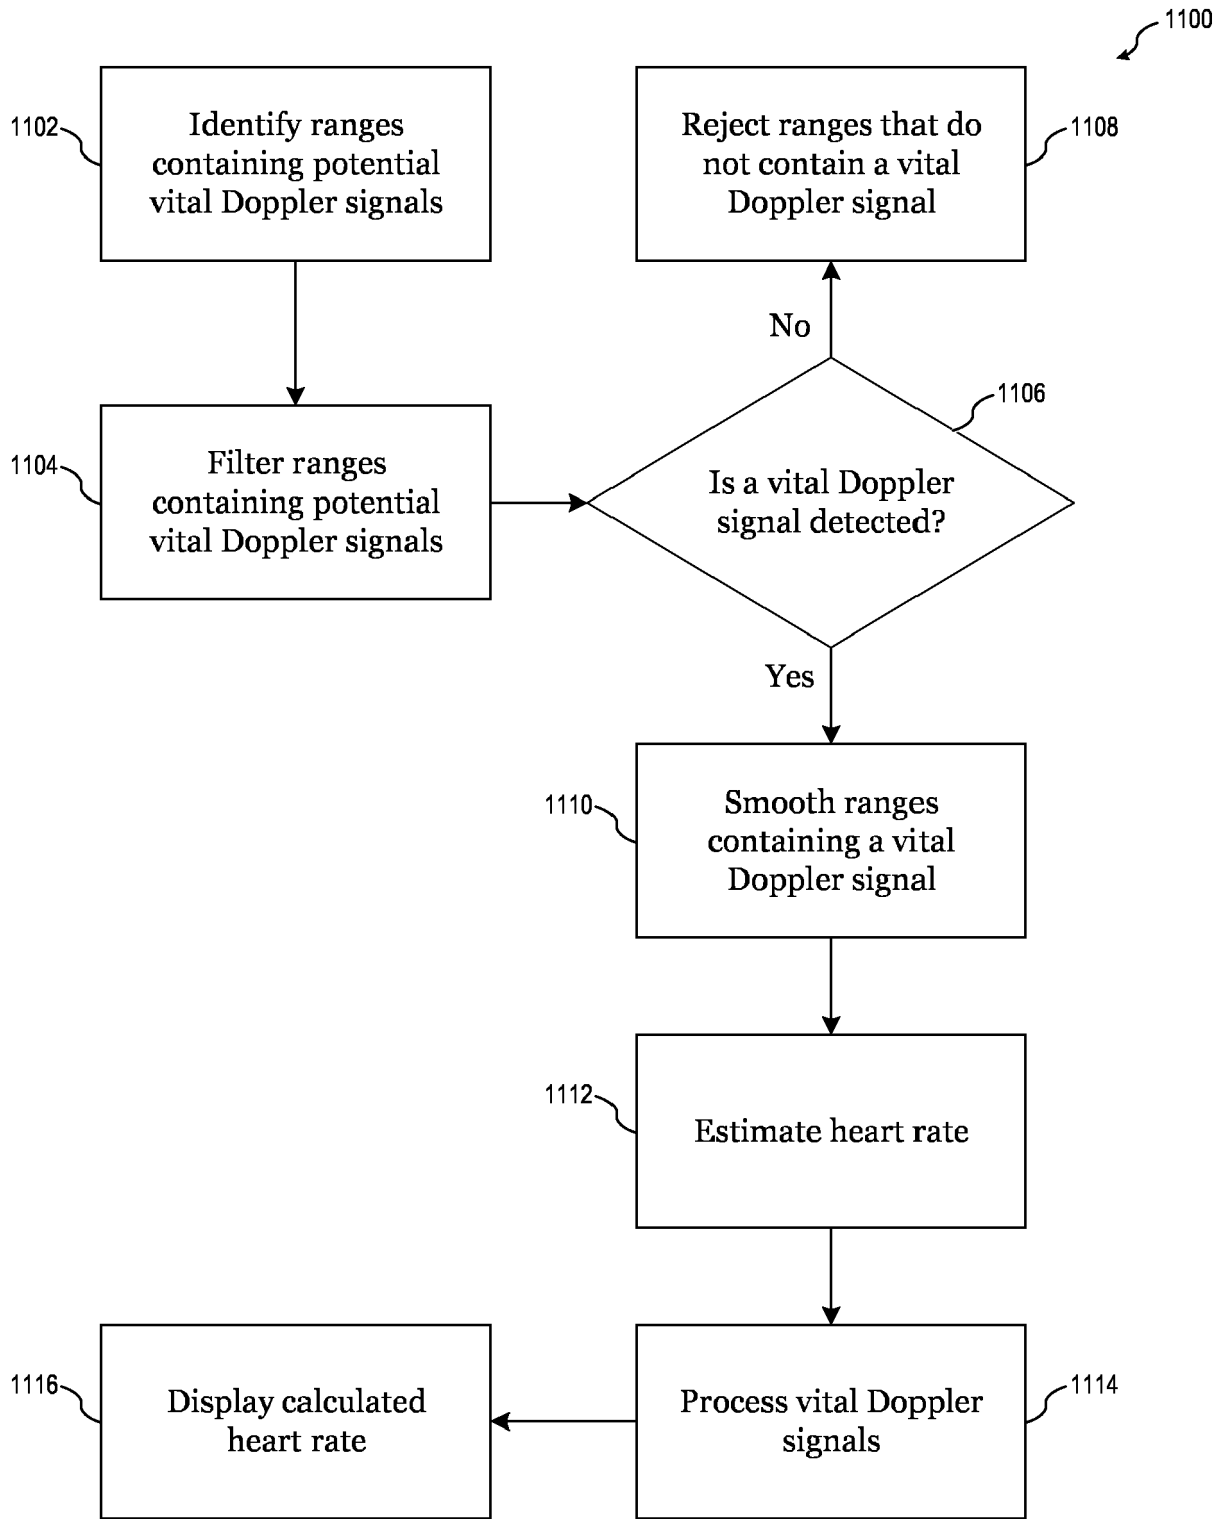 1100
1102
Identify ranges
containing potential
vital Doppler signals
Reject ranges that do
not contain a vital
Doppler signal
1108
No
1104
Filter ranges
containing potential
vital Doppler signals
1106
Is a vital Doppler
signal detected?
Yes
1110
Smooth ranges
containing a vital
Doppler signal
1112
Estimate heart rate
1116
Display calculated
heart rate
Process vital Doppler
signals
1114